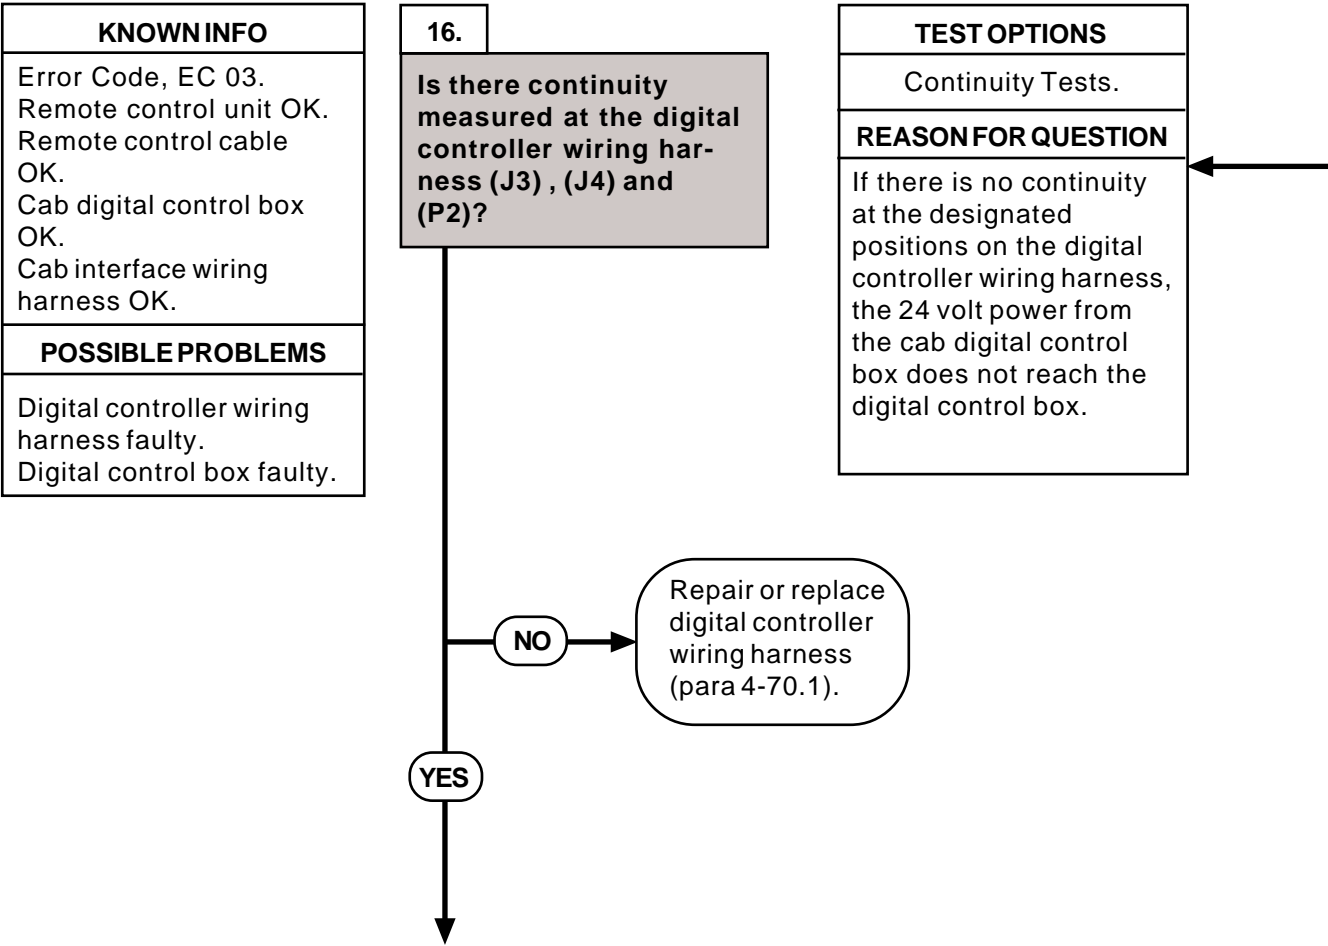 KNOWN INFO
Error Code, EC 03.
Remote control unit OK.
Remote control cable
OK.
Cab digital control box
OK.
Cab interface wiring
harness OK.
POSSIBLE PROBLEMS
Digital controller wiring
harness faulty.
Digital control box faulty.
16.
Is there continuity
measured at the digital
controller wiring har-
ness (J3) , (J4) and
(P2)?
TEST OPTIONS
Continuity Tests.
REASON FOR QUESTION
If there is no continuity
at the designated
positions on the digital
controller wiring harness,
the 24 volt power from
the cab digital control
box does not reach the
digital control box.
NO
Repair or replace
digital controller
wiring harness
(para 4-70.1).
YES